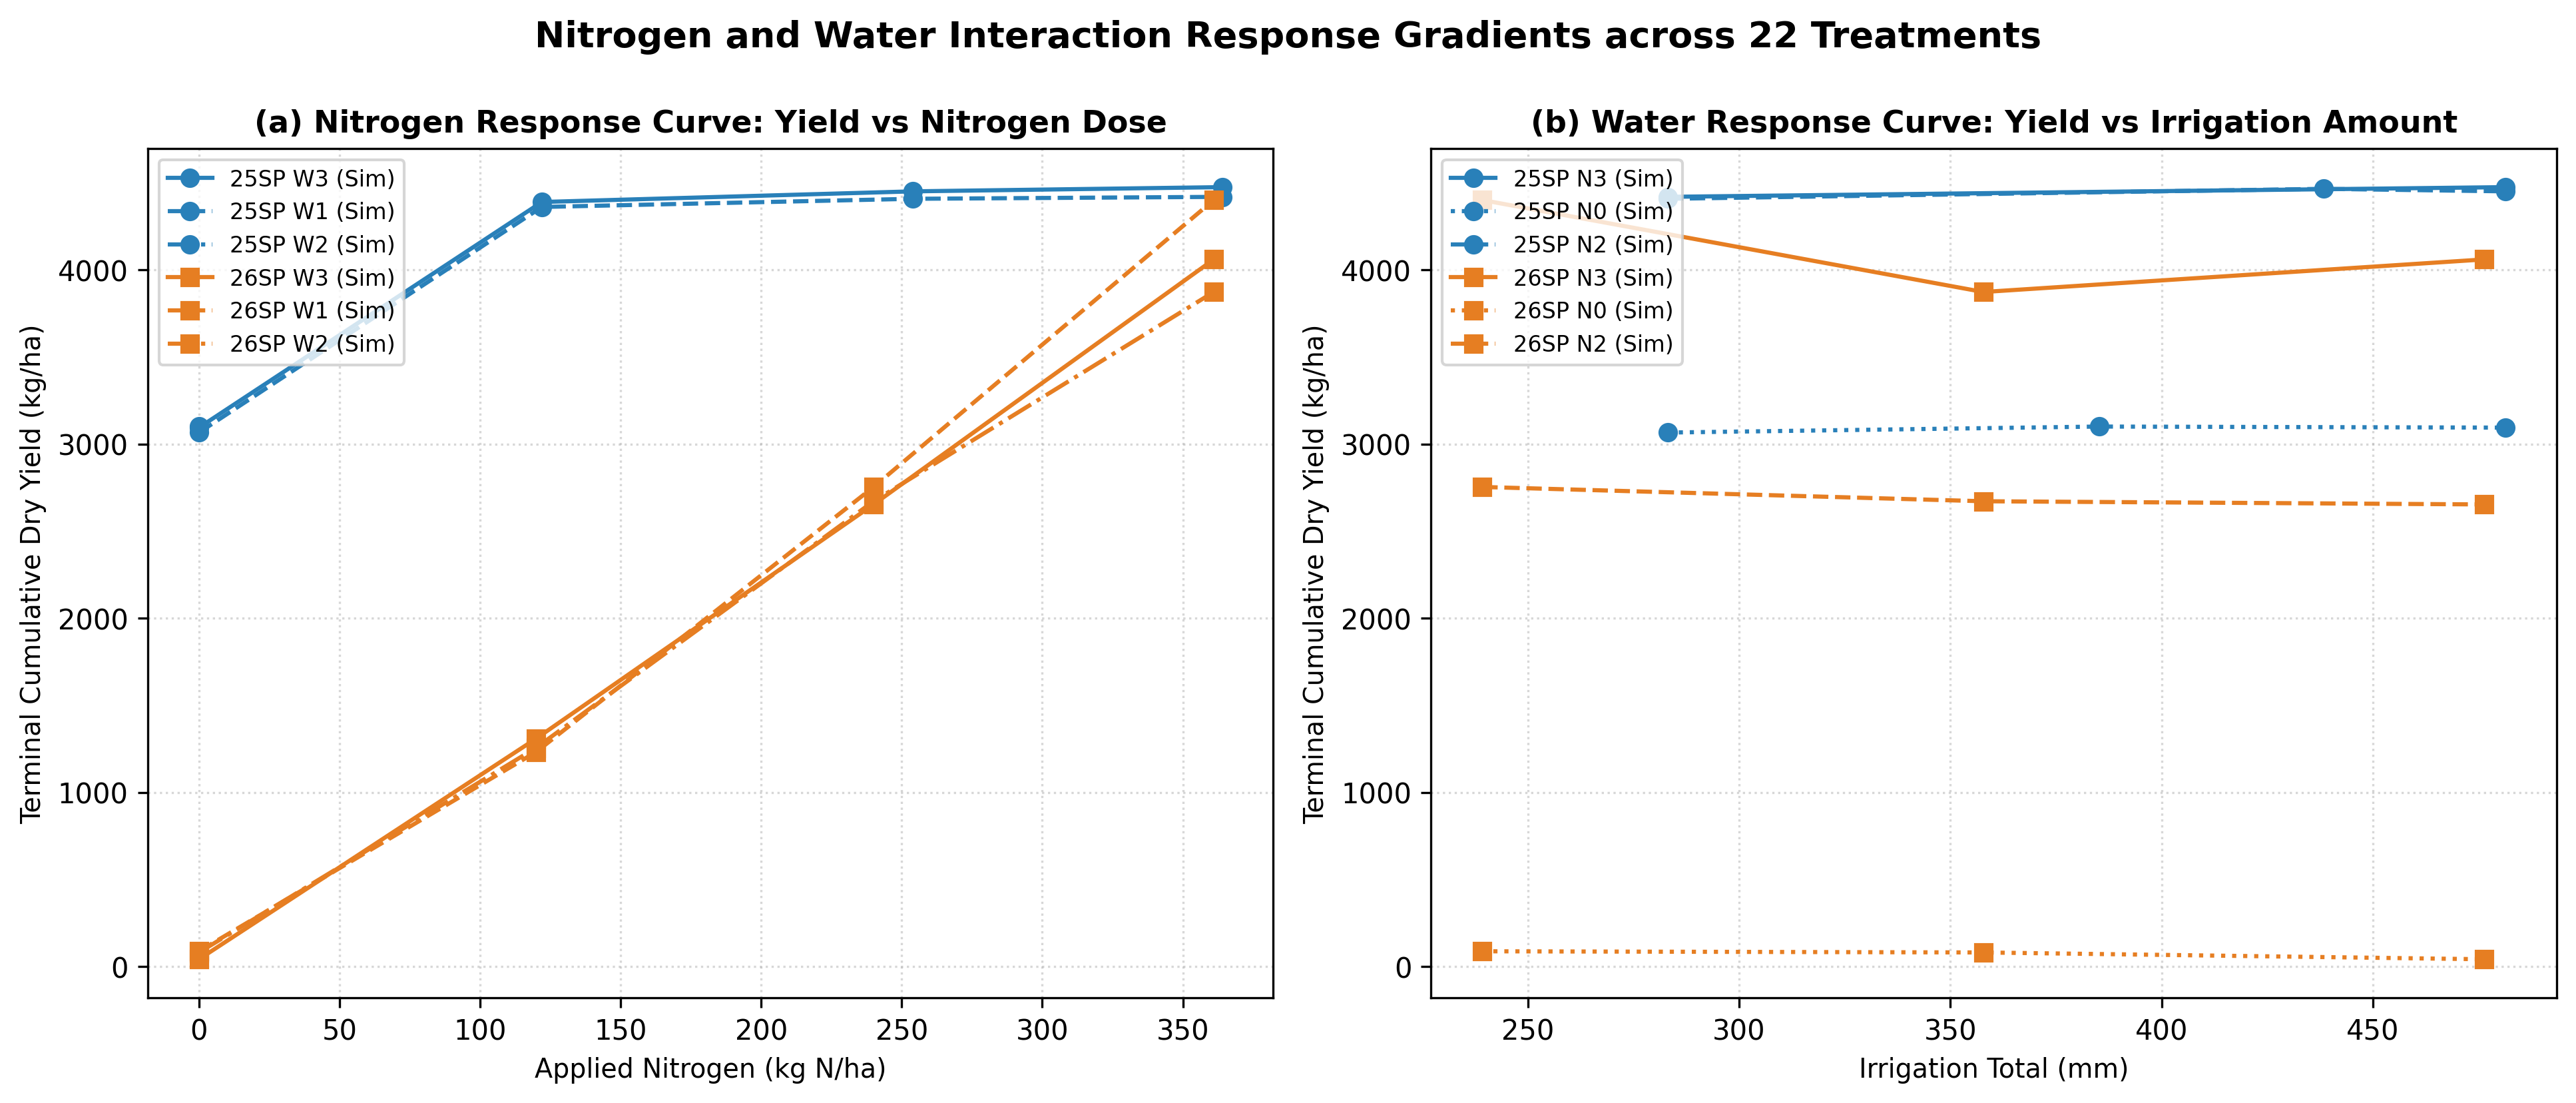 Nitrogen and Water Interaction Response Gradients across 22 Treatments
(a) Nitrogen Response Curve: Yield vs Nitrogen Dose
25SP W3 (Sim)
25SP W1 (Sim)
25SP W2 (Sim)
26SP W3 (Sim)
26SP W1 (Sim)
26SP W2 (Sim)
Terminal Cumulative Dry Yield (kg/ha)
4000
3000
2000
1000
0
0 50 100 150 200 250 300 350
Applied Nitrogen (kg N/ha)
(b) Water Response Curve: Yield vs Irrigation Amount
25SP N3 (Sim)
25SP N0 (Sim)
25SP N2 (Sim)
26SP N3 (Sim)
26SP N0 (Sim)
26SP N2 (Sim)
Terminal Cumulative Dry Yield (kg/ha)
4000
3000
2000
1000
0
250 300 350 400 450
Irrigation Total (mm)